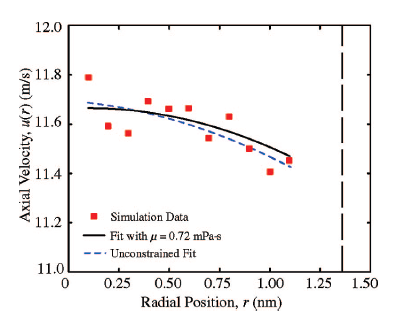 12.0
11.8
11.6
11.4
11.2
11.0
Axial Velocity, u(r) (m/s)
Simulation Data
Fit with μ = 0.72 mPa·s
Unconstrained Fit
0 0.25 0.50 0.75 1.00 1.25 1.50
Radial Position, r (nm)